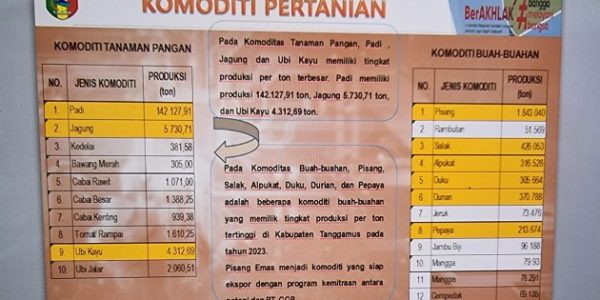 KOMODITI PERTANIAN
BerAKHLAK
bangga
melayani
bangsa
KOMODITI TANAMAN PANGAN
NO. JENIS KOMODITI PRODUKSI (ton)
1. Padi 142.127,91
2. Jagung 5.730,71
3. Kedelai 381,58
4. Bawang Merah 305,00
5. Cabai Rawit 1.071,00
6. Cabai Besar 1.388,25
7. Cabai Keriting 939,38
8. Tomat/ Rampai 1.610,25
9. Ubi Kayu 4.312,69
10 Ubi Jalar 2.060,51
Pada Komoditas Tanaman Pangan, Padi ,
Jagung dan Ubi Kayu memiliki tingkat
produksi per ton terbesar. Padi memiliki
produksi 142.127,91 ton, Jagung 5.730,71 ton,
dan Ubi Kayu 4.312,69 ton.
Pada Komoditas Buah-buahan, Pisang,
Salak, Alpukat, Duku, Durian, dan Pepaya
adalah beberapa komoditi buah-buahan
yang memilik tingkat produksi per ton
tertinggi di Kabupaten Tanggamus pada
tahun 2023.
Pisang Emas menjadi komoditi yang siap
ekspor dengan program kemitraan antara
KOMODITI BUAH-BUAHAN
NO. JENIS KOMODITI PRODUKSI (ton)
1 Pisang 1.843.040
2 Rambutan 51.569
3. Salak 426.053
4. Alpukat 316.528
5. Duku 305.664
6. Durian 370.788
7 Jeruk 73.476
8. Pepaya 213.574
9 Jambu Biji 96.188
10 Mangga 79.93
11 Manggis 78.291
12 Cempedak 69.135